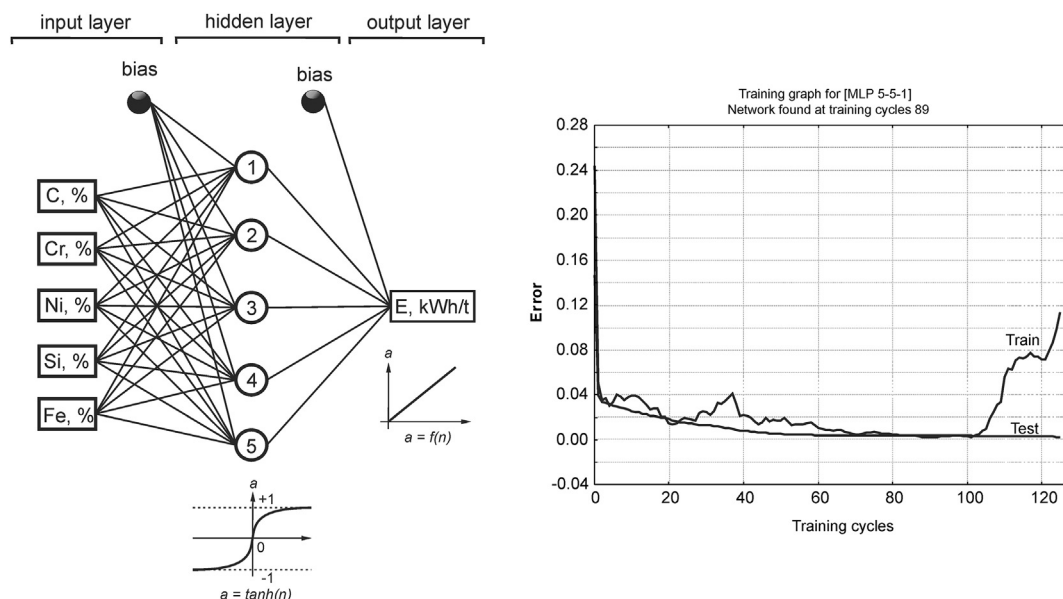 input layer
hidden layer
output layer
bias
bias
C, %
Cr, %
Ni, %
Si, %
Fe, %
1
2
3
4
5
E, kWh/t
a
a = f(n)
a
+1
0
-1
a = tanh(n)
Training graph for [MLP 5-5-1]
Network found at training cycles 89
0.28
0.24
0.20
0.16
0.12
0.08
0.04
0.00
-0.04
Error
Train
Test
0
20
40
60
80
100
120
Training cycles